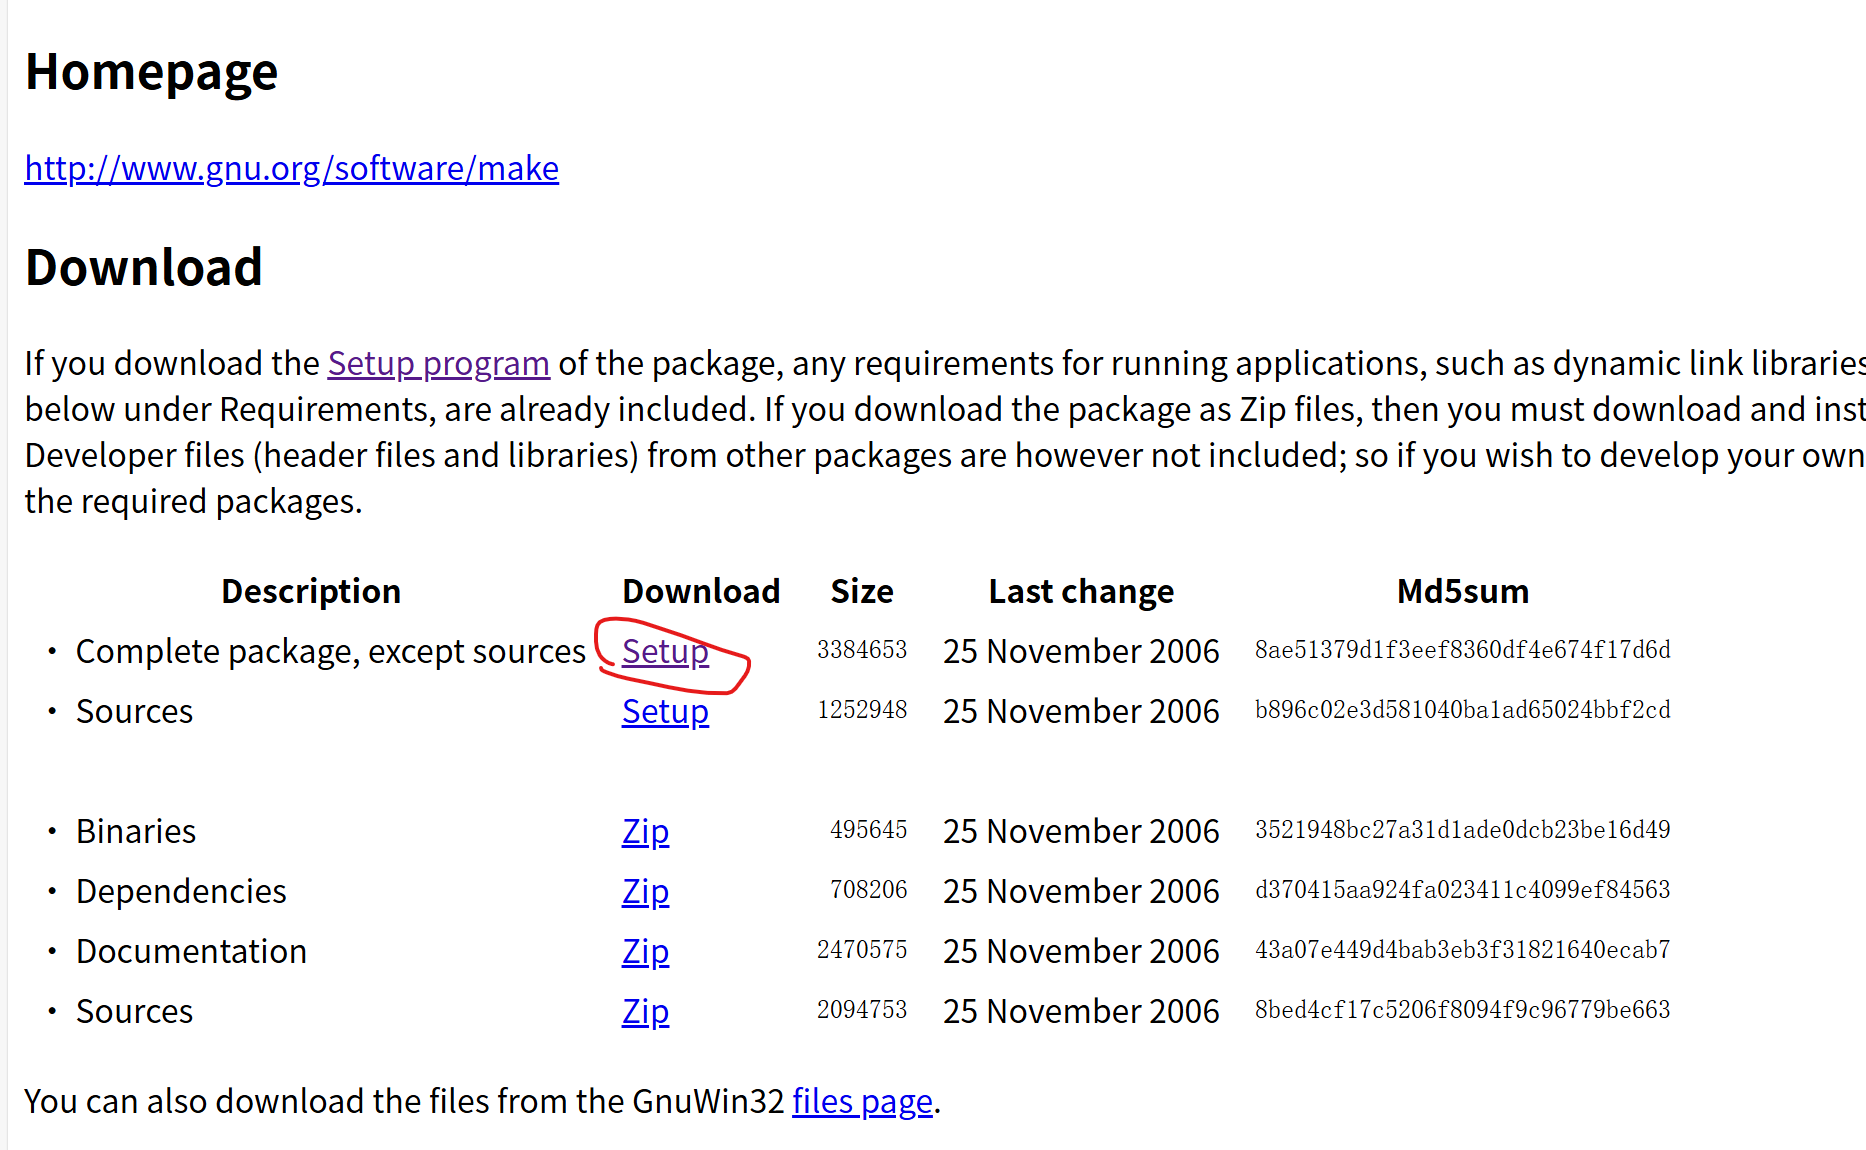 Homepage
http://www.gnu.org/software/make
Download
If you download the Setup program of the package, any requirements for running applications, such as dynamic link libraries
below under Requirements, are already included. If you download the package as Zip files, then you must download and inst
Developer files (header files and libraries) from other packages are however not included; so if you wish to develop your own
the required packages.
Description Download Size Last change Md5sum
• Complete package, except sources Setup 3384653 25 November 2006 8ae51379d1f3eef8360df4e674f17d6d
• Sources Setup 1252948 25 November 2006 b896c02e3d581040ba1ad65024bbf2cd
• Binaries Zip 495645 25 November 2006 3521948bc27a31d1ade0dcb23be16d49
• Dependencies Zip 708206 25 November 2006 d370415aa924fa023411c4099ef84563
• Documentation Zip 2470575 25 November 2006 43a07e449d4bab3eb3f31821640ecab7
• Sources Zip 2094753 25 November 2006 8bed4cf17c5206f8094f9c96779be663
You can also download the files from the GnuWin32 files page.